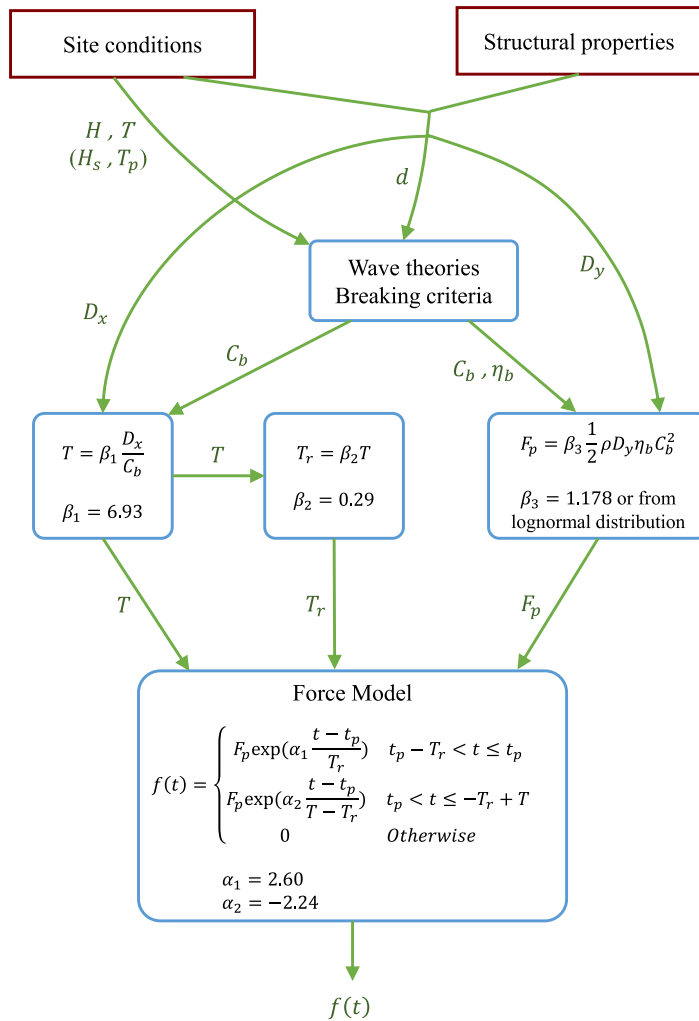 Site conditions
Structural properties
H , T
(H_s , T_p)
d
D_x
D_y
Wave theories
Breaking criteria
C_b
C_b , η_b
T = β_1 D_x / C_b
β_1 = 6.93
T
T_r = β_2 T
β_2 = 0.29
F_p = β_3 1/2 ρ D_y η_b C_b^2
β_3 = 1.178 or from
lognormal distribution
T
T_r
F_p
Force Model
f(t) = { F_p exp(α_1 (t − t_p) / T_r) t_p − T_r < t ≤ t_p
F_p exp(α_2 (t − t_p) / (T − T_r)) t_p < t ≤ −T_r + T
0 Otherwise
α_1 = 2.60
α_2 = −2.24
f(t)